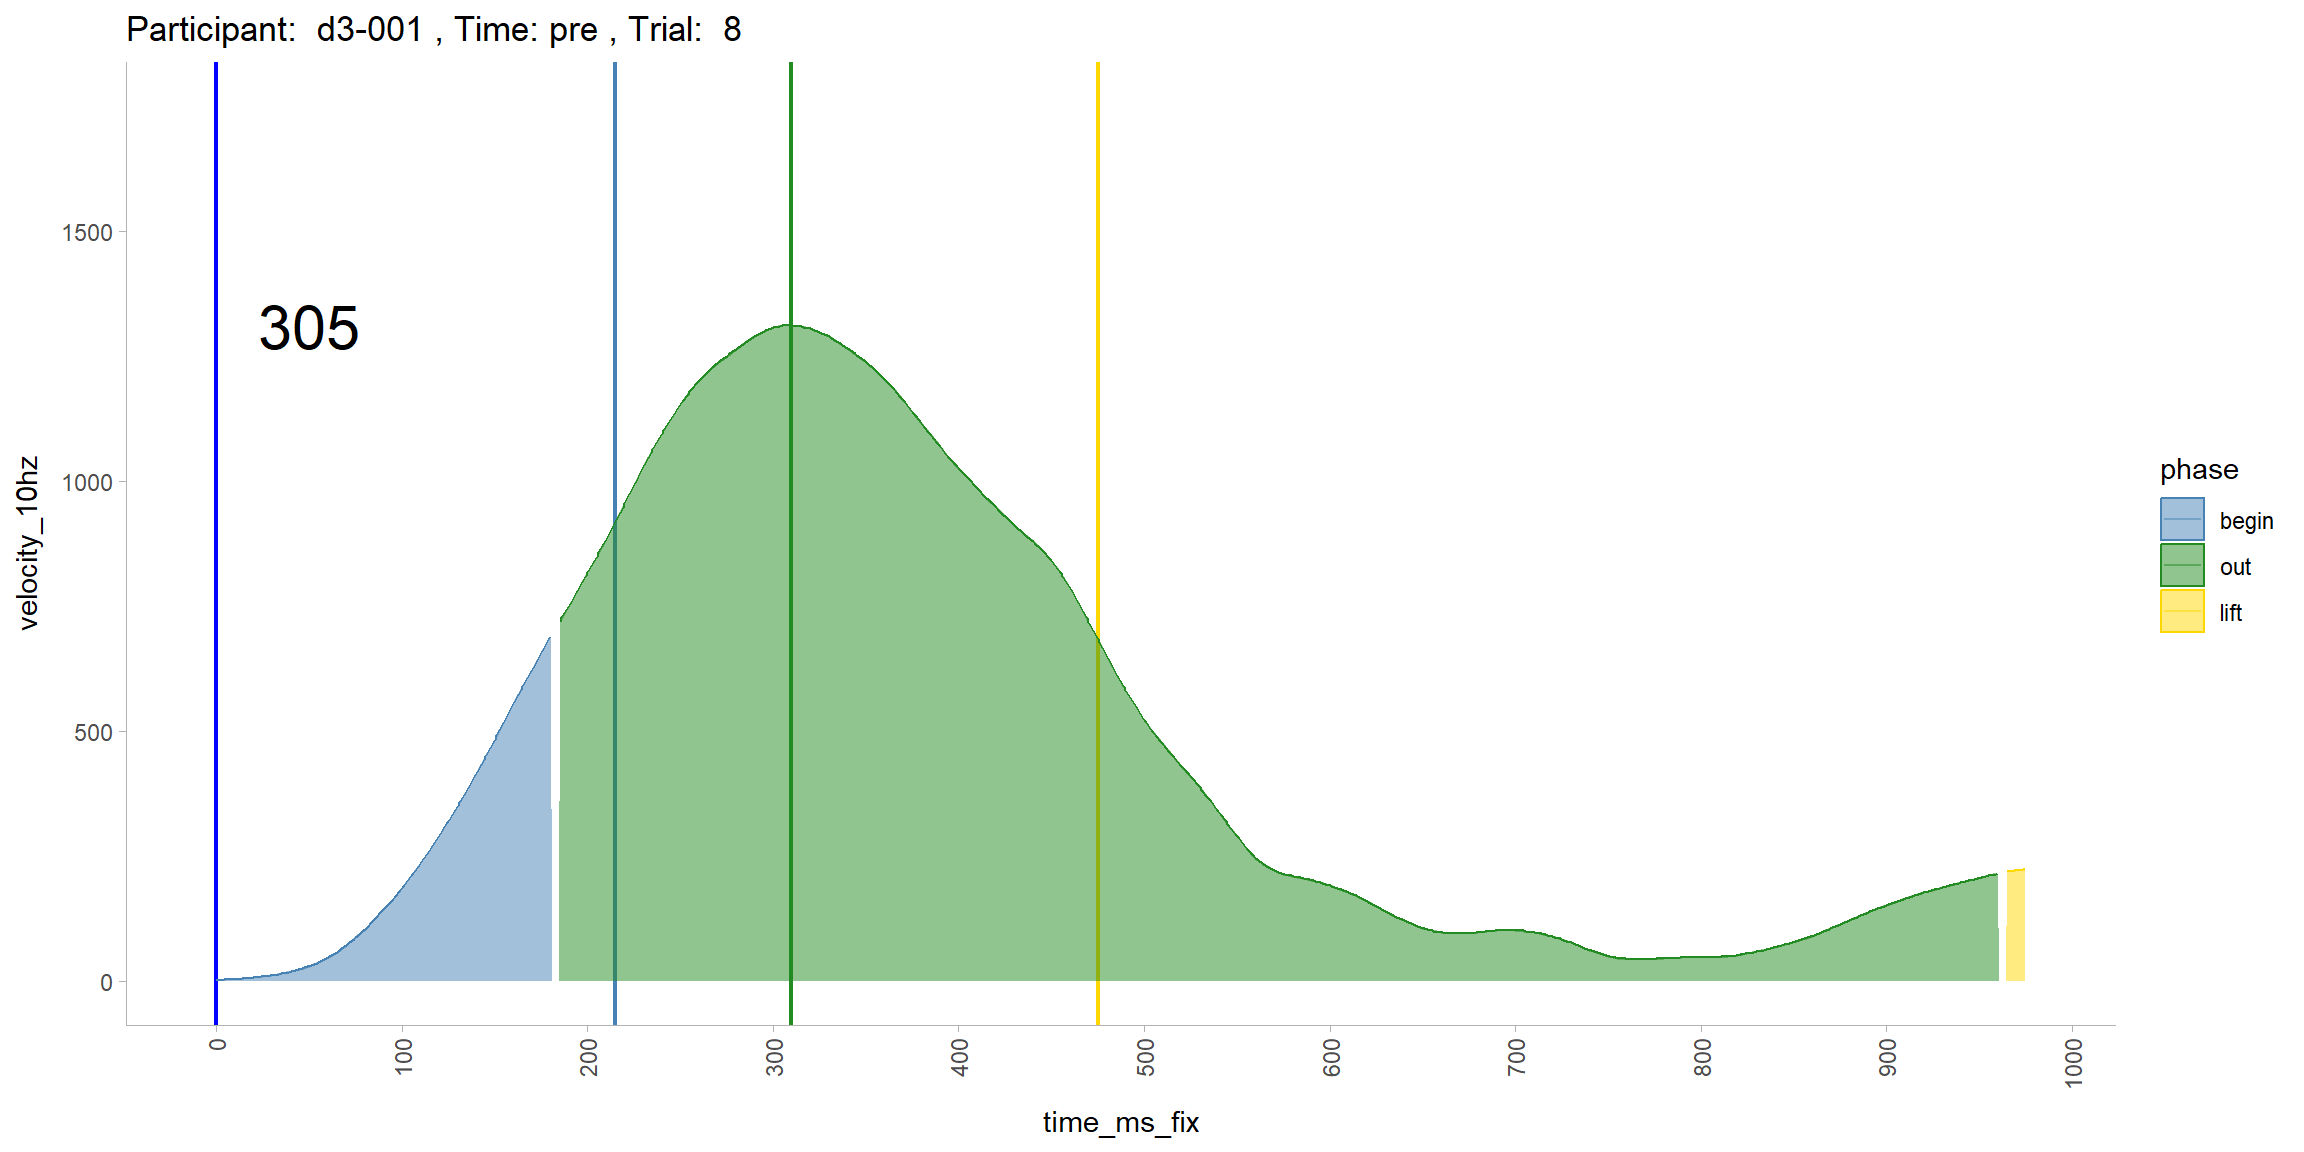 Participant:  d3-001 , Time: pre , Trial:  8
305
velocity_10hz
1500
1000
500
0
0
100
200
300
400
500
600
700
800
900
1000
time_ms_fix
phase
begin
out
lift